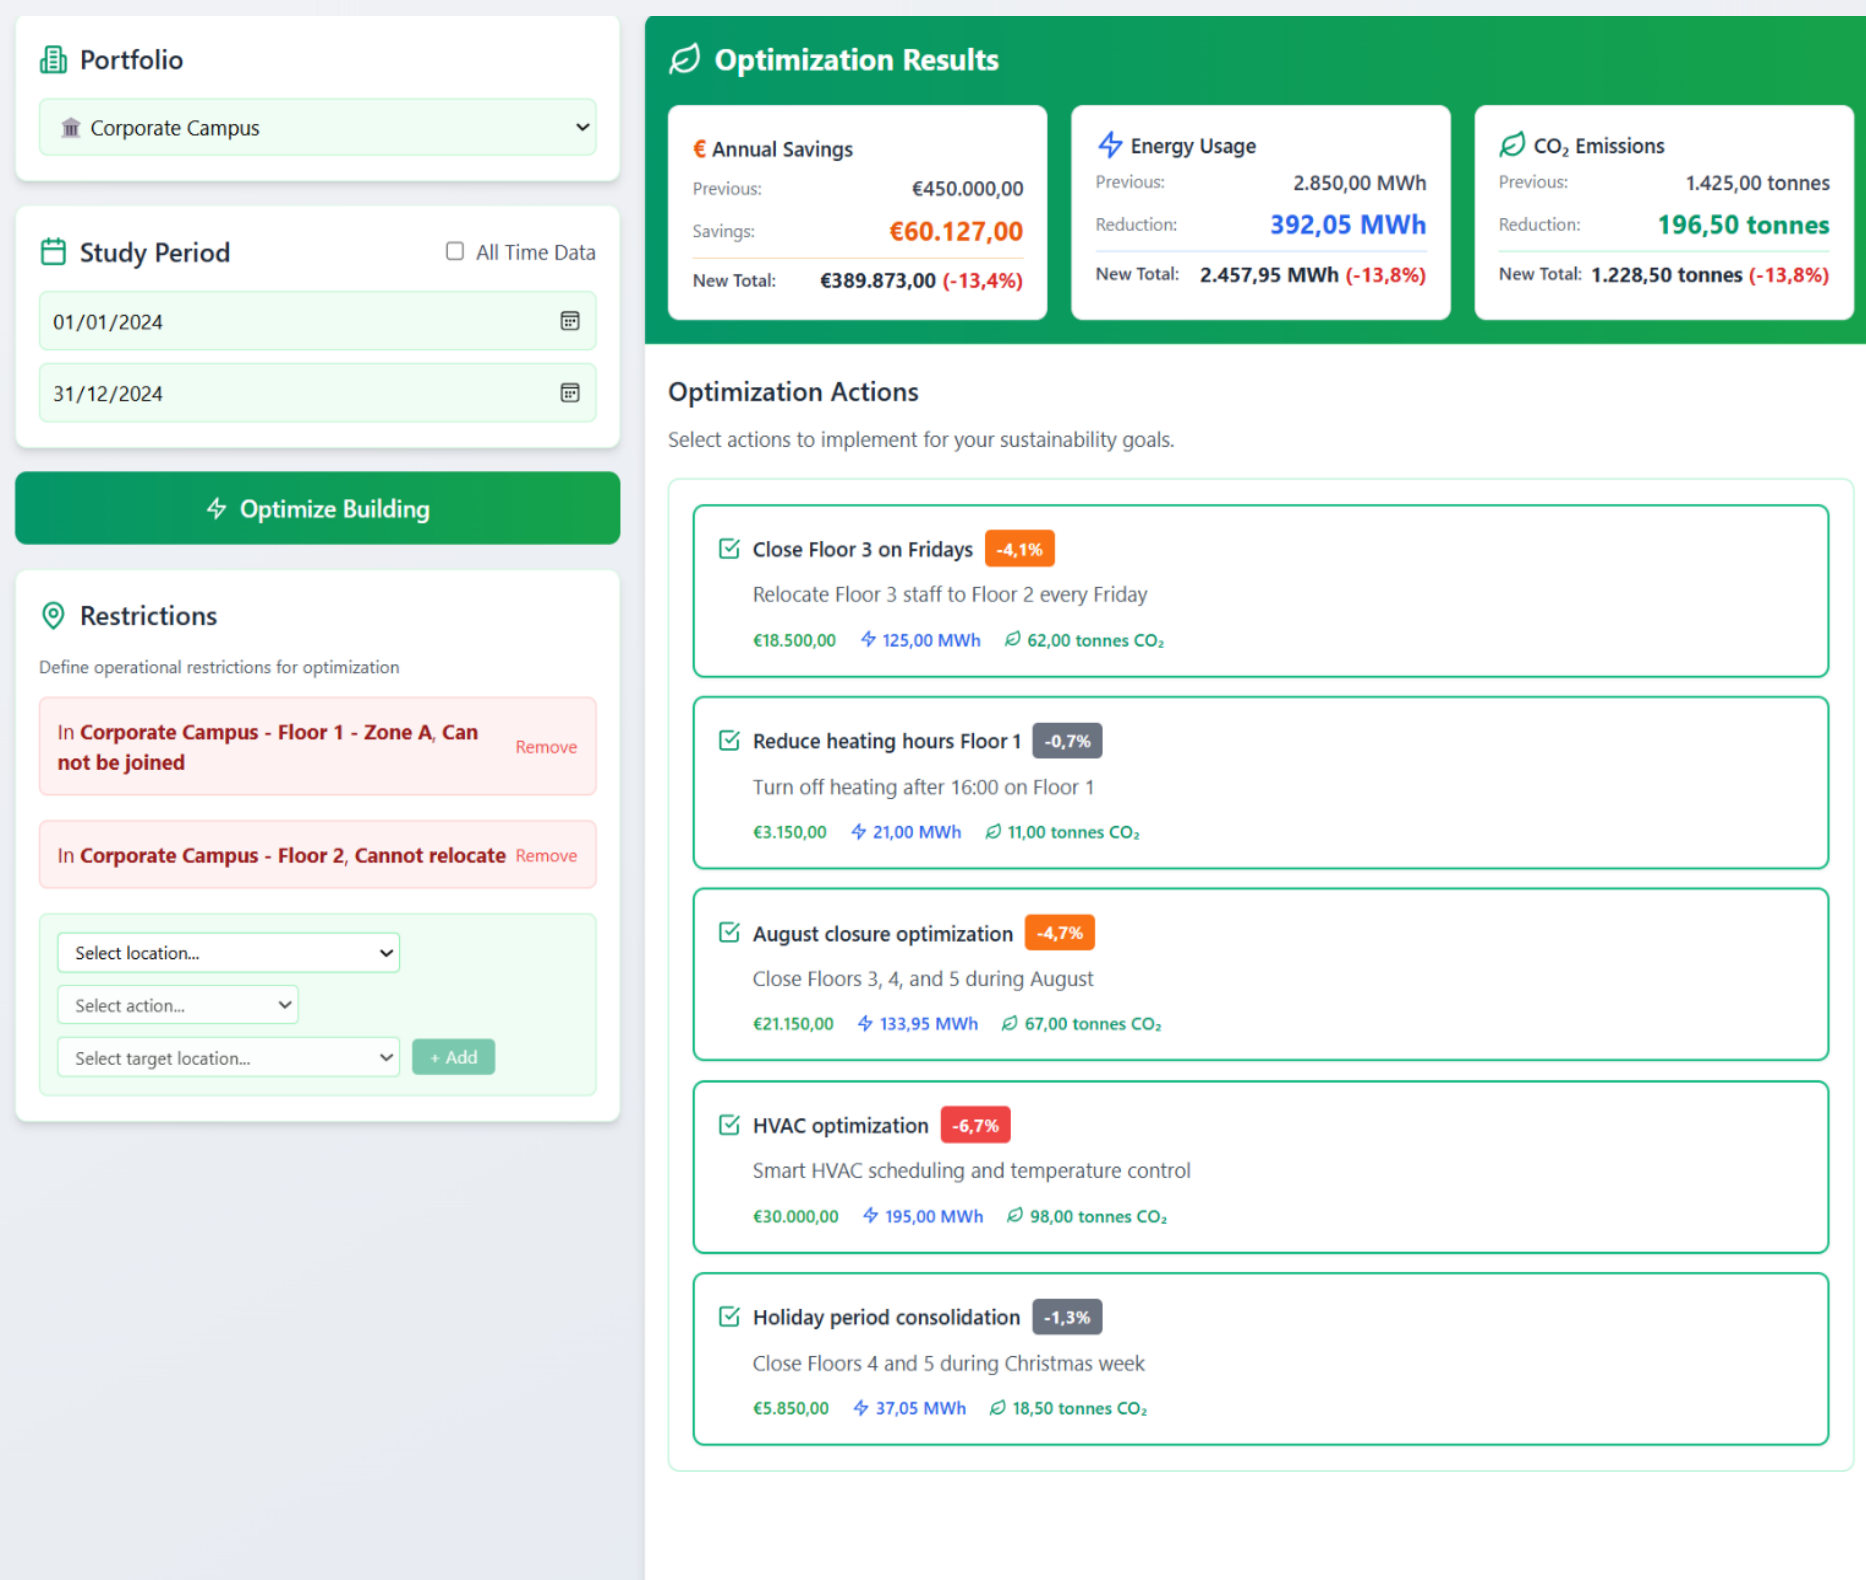 Portfolio
Corporate Campus
Study Period
All Time Data
01/01/2024
31/12/2024
Optimize Building
Restrictions
Define operational restrictions for optimization
In Corporate Campus - Floor 1 - Zone A, Can
not be joined
Remove
In Corporate Campus - Floor 2, Cannot relocate
Remove
Select location...
Select action...
Select target location...
+ Add
Optimization Results
€ Annual Savings
Previous: €450.000,00
Savings: €60.127,00
New Total: €389.873,00 (-13,4%)
Energy Usage
Previous: 2.850,00 MWh
Reduction: 392,05 MWh
New Total: 2.457,95 MWh (-13,8%)
CO₂ Emissions
Previous: 1.425,00 tonnes
Reduction: 196,50 tonnes
New Total: 1.228,50 tonnes (-13,8%)
Optimization Actions
Select actions to implement for your sustainability goals.
Close Floor 3 on Fridays -4,1%
Relocate Floor 3 staff to Floor 2 every Friday
€18.500,00 125,00 MWh 62,00 tonnes CO₂
Reduce heating hours Floor 1 -0,7%
Turn off heating after 16:00 on Floor 1
€3.150,00 21,00 MWh 11,00 tonnes CO₂
August closure optimization -4,7%
Close Floors 3, 4, and 5 during August
€21.150,00 133,95 MWh 67,00 tonnes CO₂
HVAC optimization -6,7%
Smart HVAC scheduling and temperature control
€30.000,00 195,00 MWh 98,00 tonnes CO₂
Holiday period consolidation -1,3%
Close Floors 4 and 5 during Christmas week
€5.850,00 37,05 MWh 18,50 tonnes CO₂